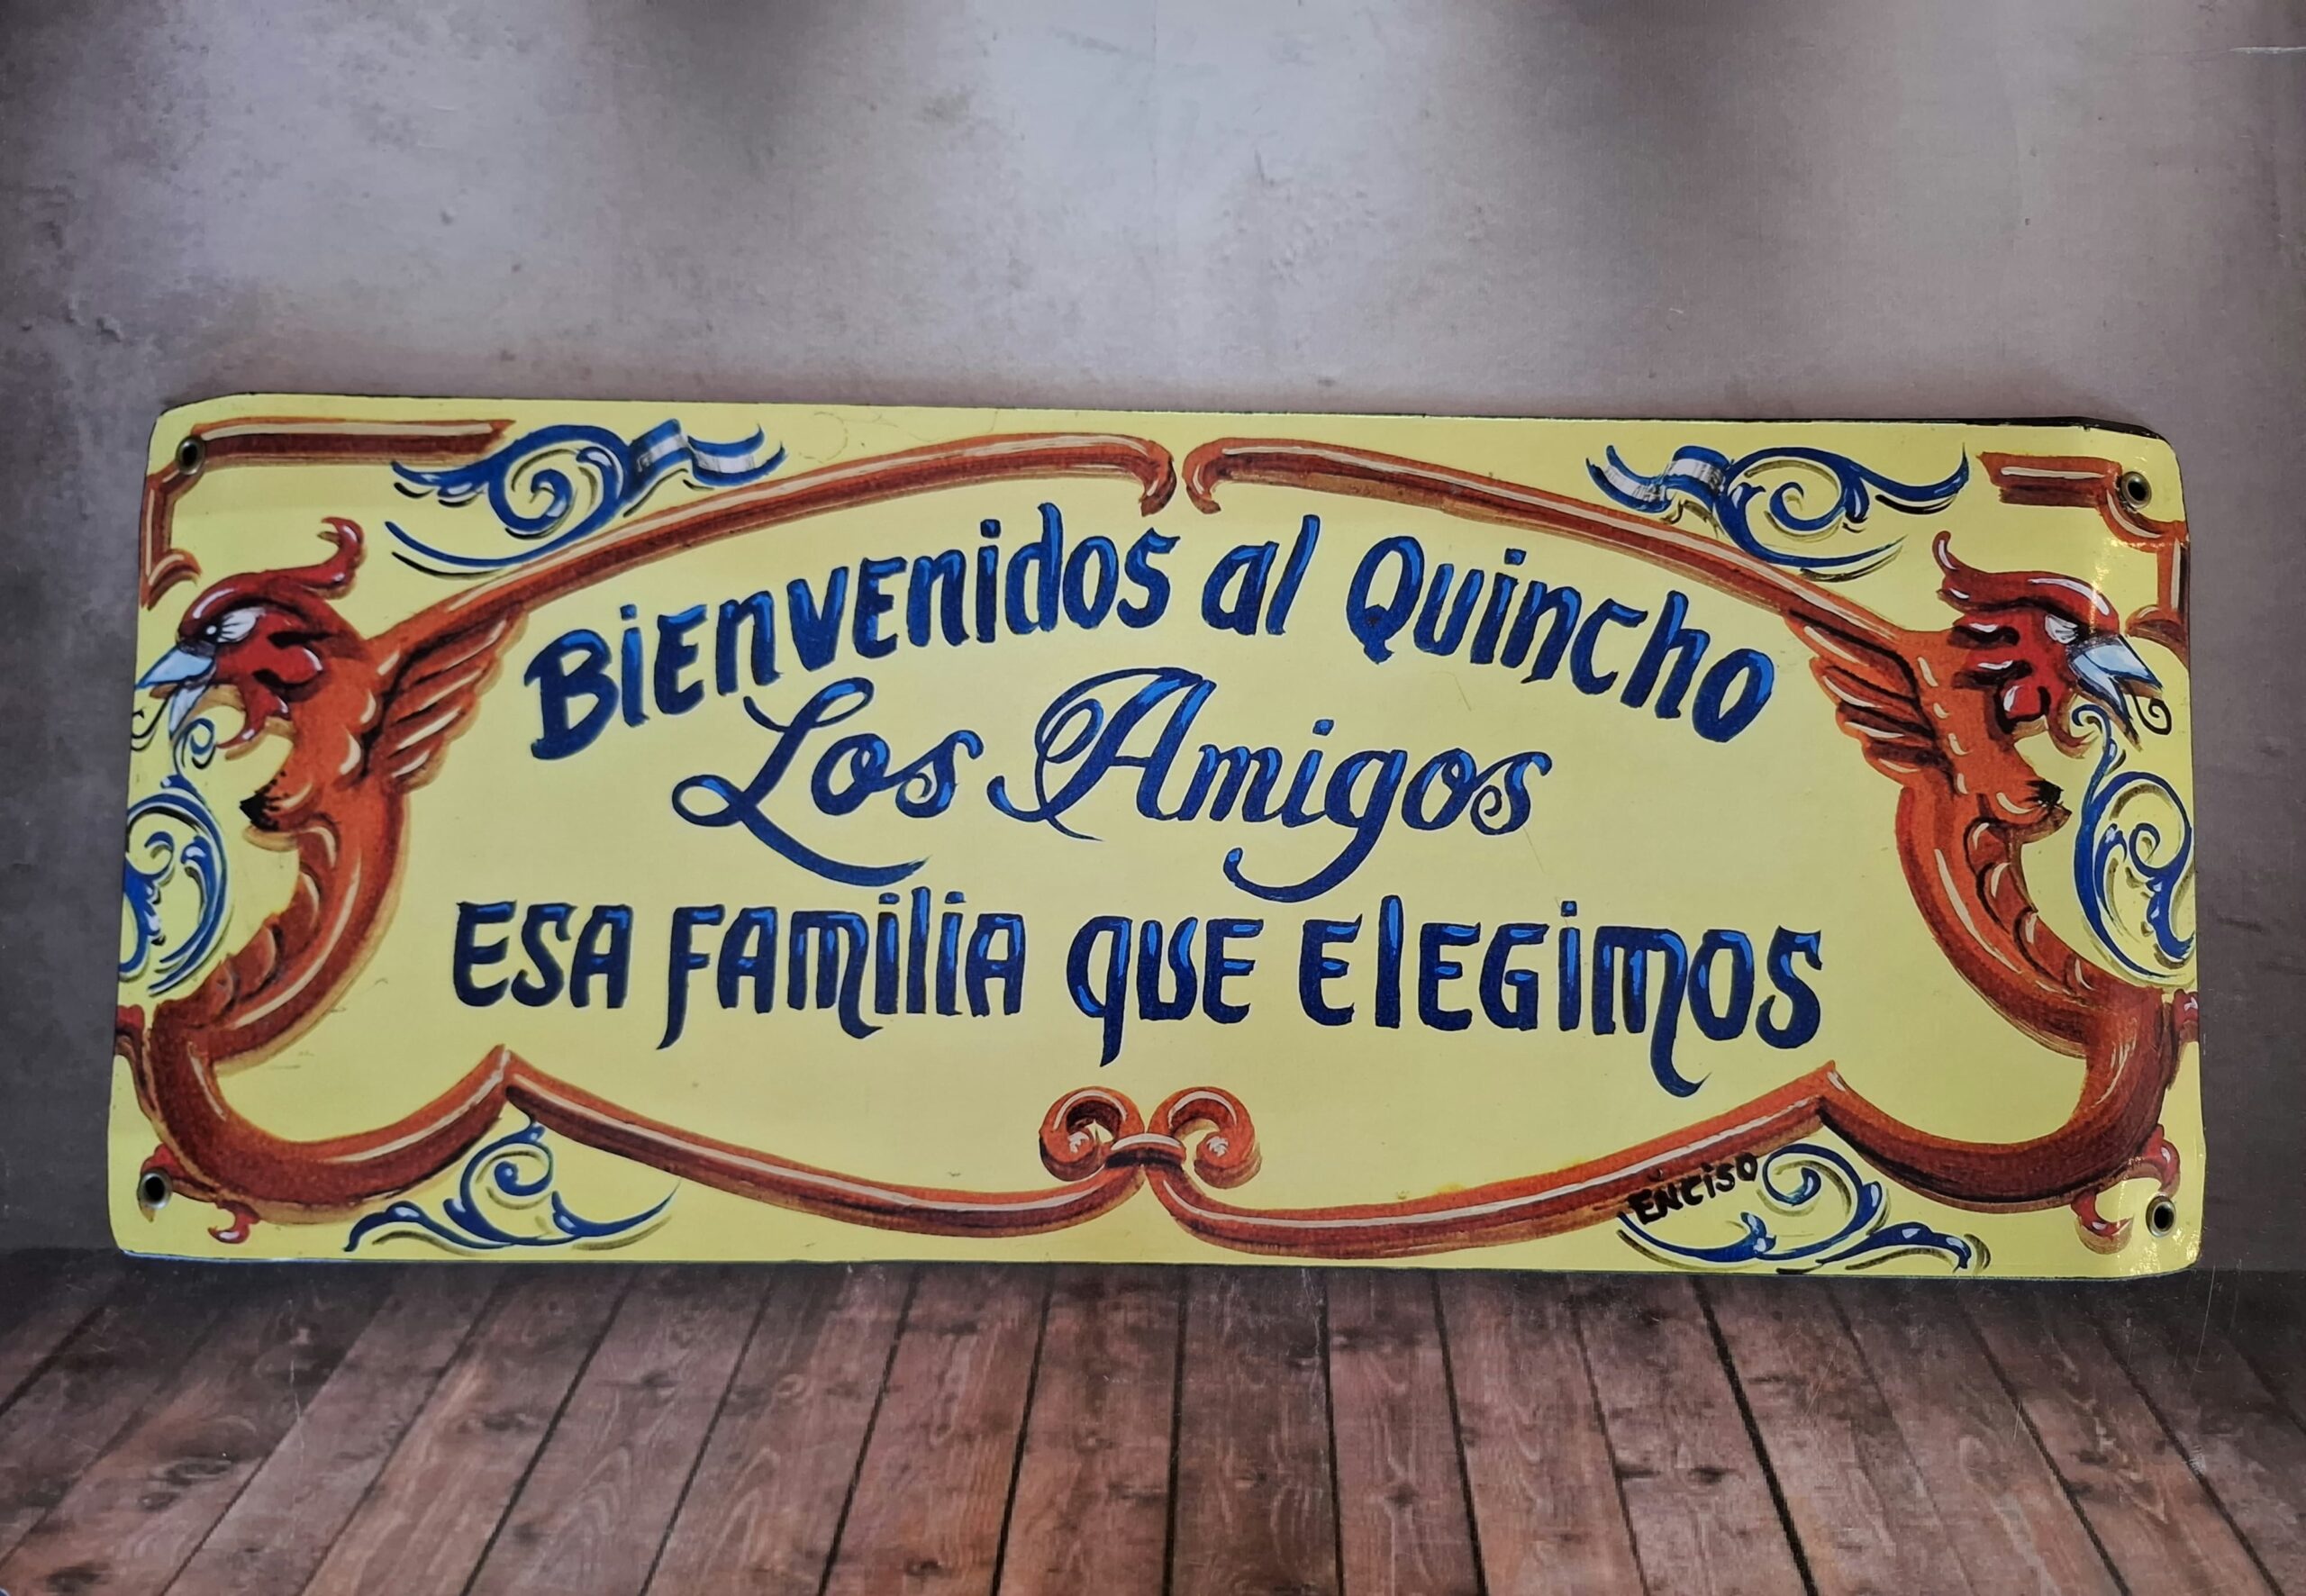 Bienvenidos al Quincho
Los Amigos
ESA FAMILIA QUE ELEGIMOS
ENCISO